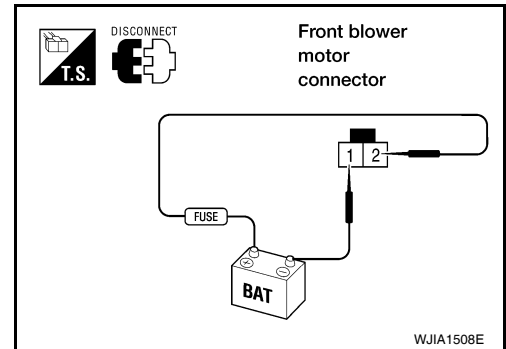 DISCONNECT
T.S.
Front blower
motor
connector
1 2
FUSE
+ −
BAT
WJIA1508E